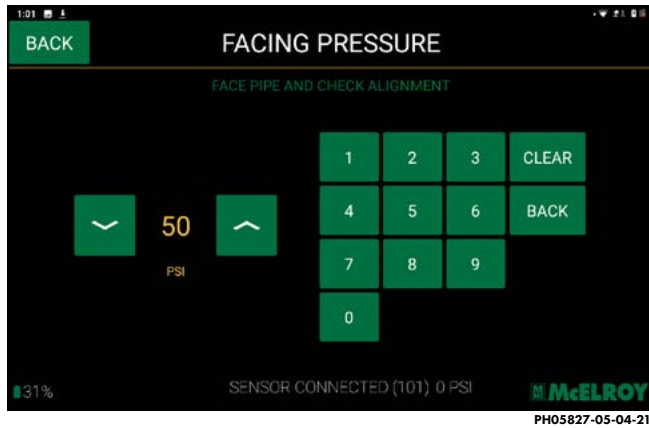 1:01
BACK FACING PRESSURE
FACE PIPE AND CHECK ALIGNMENT
1 2 3 CLEAR
4 5 6 BACK
50
7 8 9
PSI
0
31% SENSOR CONNECTED (101) 0 PSI McELROY
PH05827-05-04-21